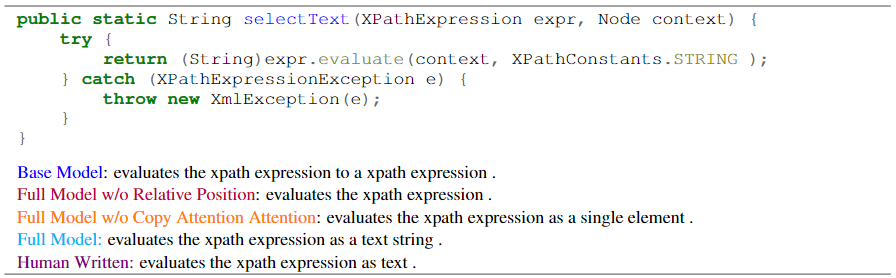 public static String selectText(XPathExpression expr, Node context) {
    try {
        return (String)expr.evaluate(context, XPathConstants.STRING );
    } catch (XPathExpressionException e) {
        throw new XmlException(e);
    }
}
Base Model: evaluates the xpath expression to a xpath expression .
Full Model w/o Relative Position: evaluates the xpath expression .
Full Model w/o Copy Attention Attention: evaluates the xpath expression as a single element .
Full Model: evaluates the xpath expression as a text string .
Human Written: evaluates the xpath expression as text .